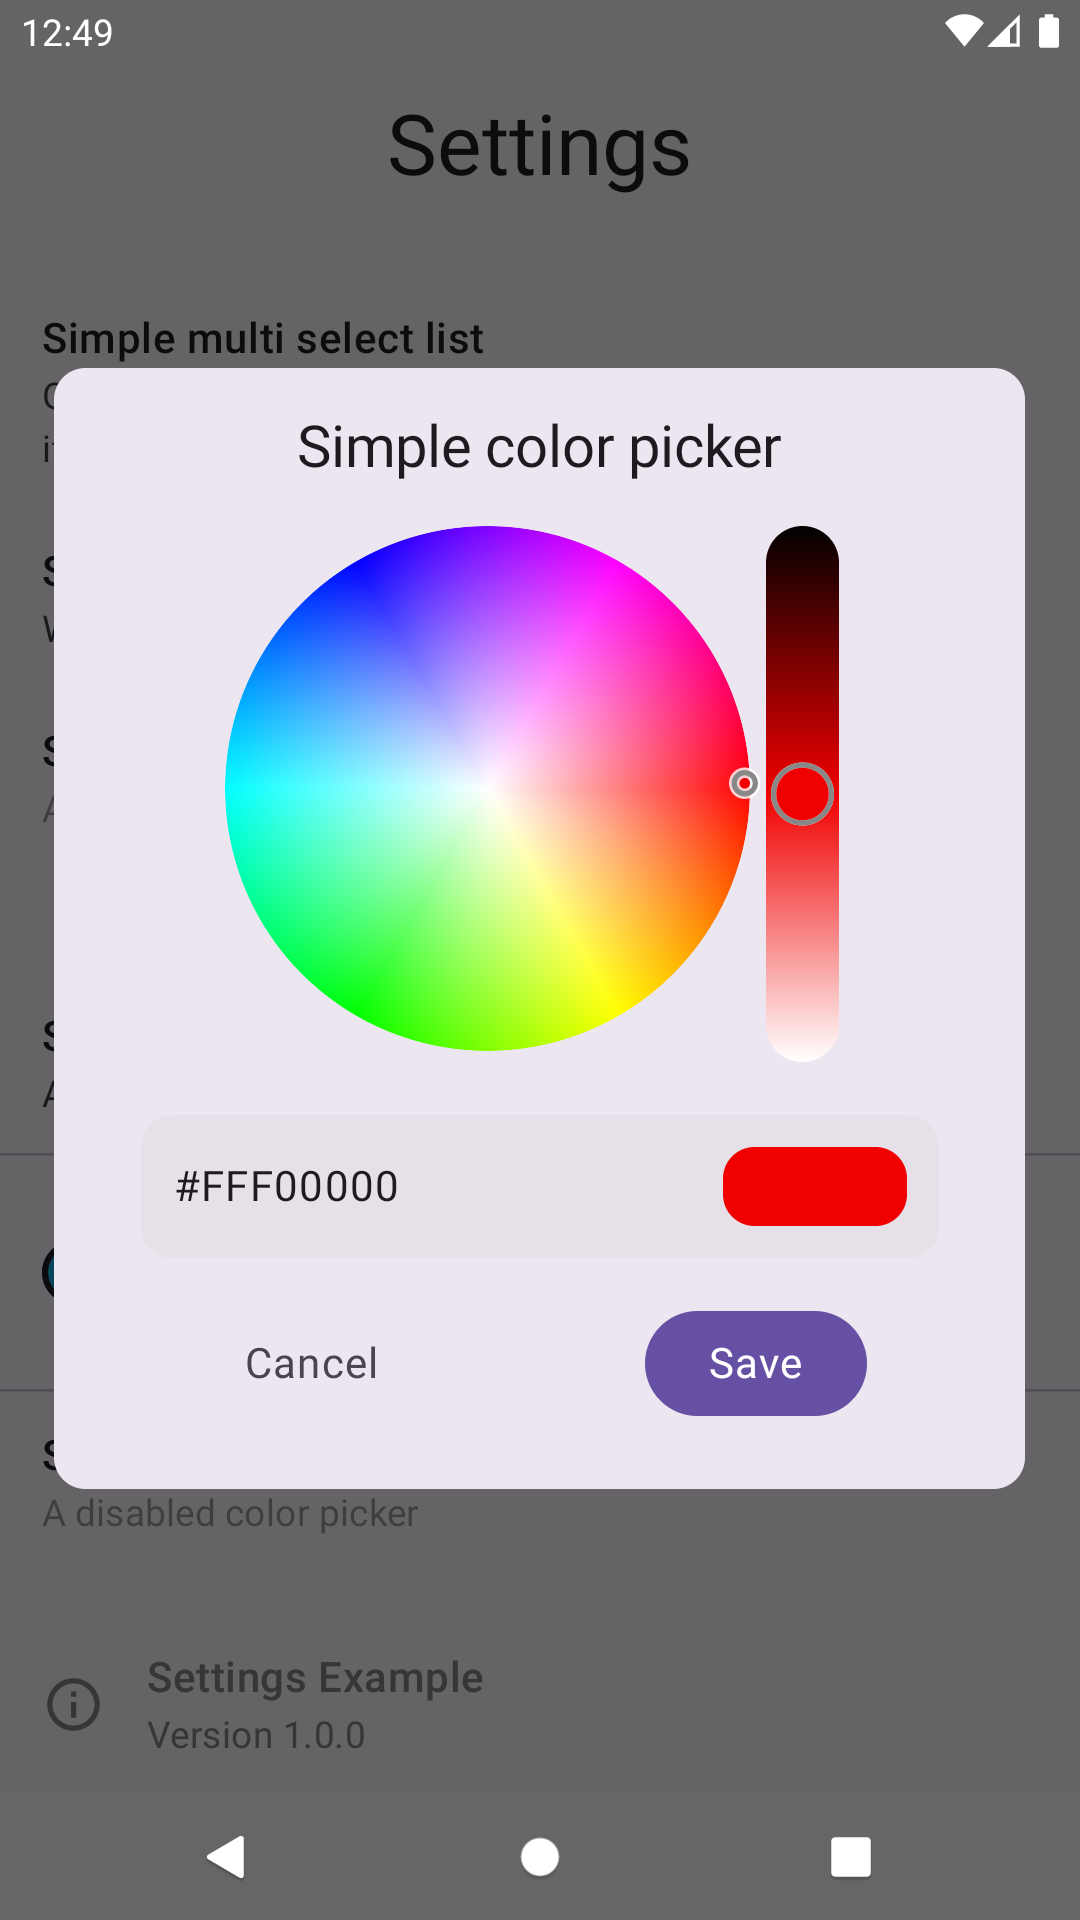 12:49
Settings
Simple multi select list
Simple color picker
#FFF00000
Cancel
Save
A disabled color picker
Settings Example
Version 1.0.0